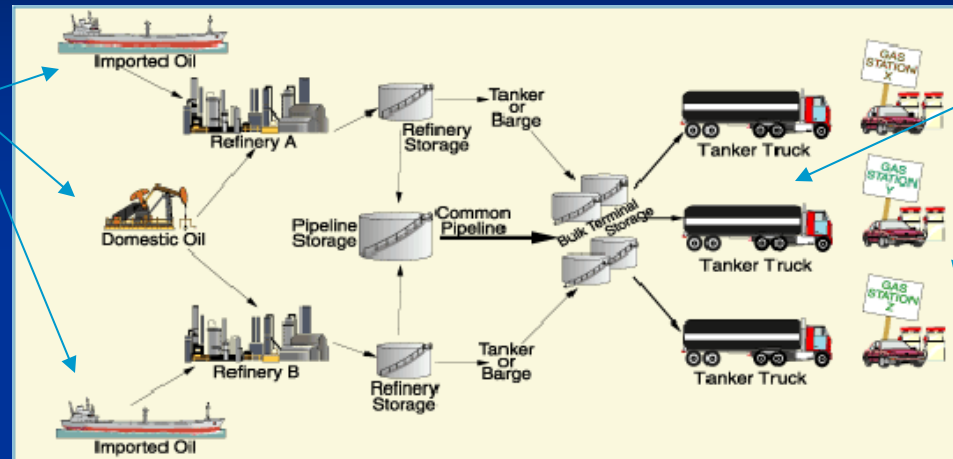 Imported Oil
Refinery A
Refinery
Storage
Tanker
or
Barge
Tanker Truck
GAS
STATION
X
Domestic Oil
Pipeline
Storage
Common
Pipeline
Bulk Terminal
Storage
Tanker Truck
GAS
STATION
Y
Refinery B
Refinery
Storage
Tanker
or
Barge
Tanker Truck
GAS
STATION
Z
Imported Oil